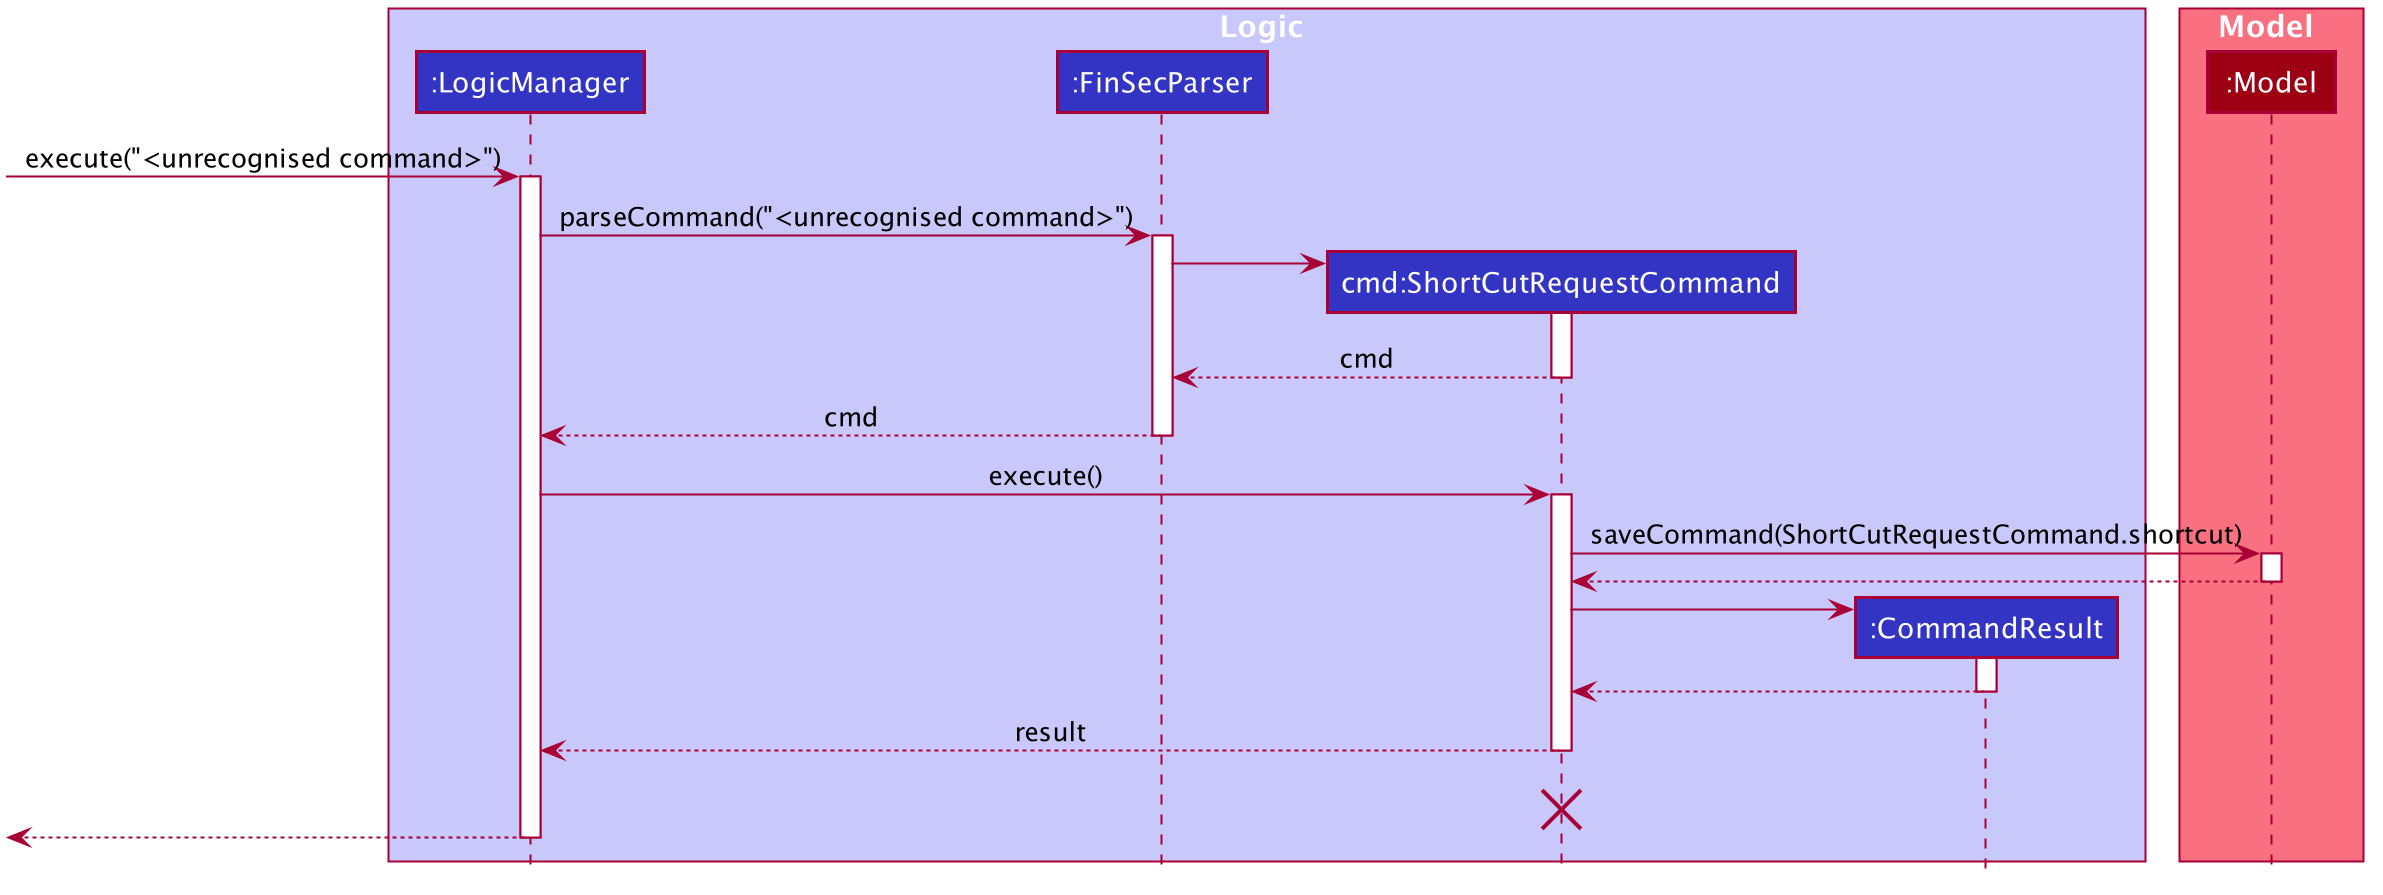 Logic
Model
:LogicManager
:FinSecParser
:Model
execute("<unrecognised command>")
parseCommand("<unrecognised command>")
cmd:ShortCutRequestCommand
cmd
cmd
execute()
saveCommand(ShortCutRequestCommand.shortcut)
:CommandResult
result